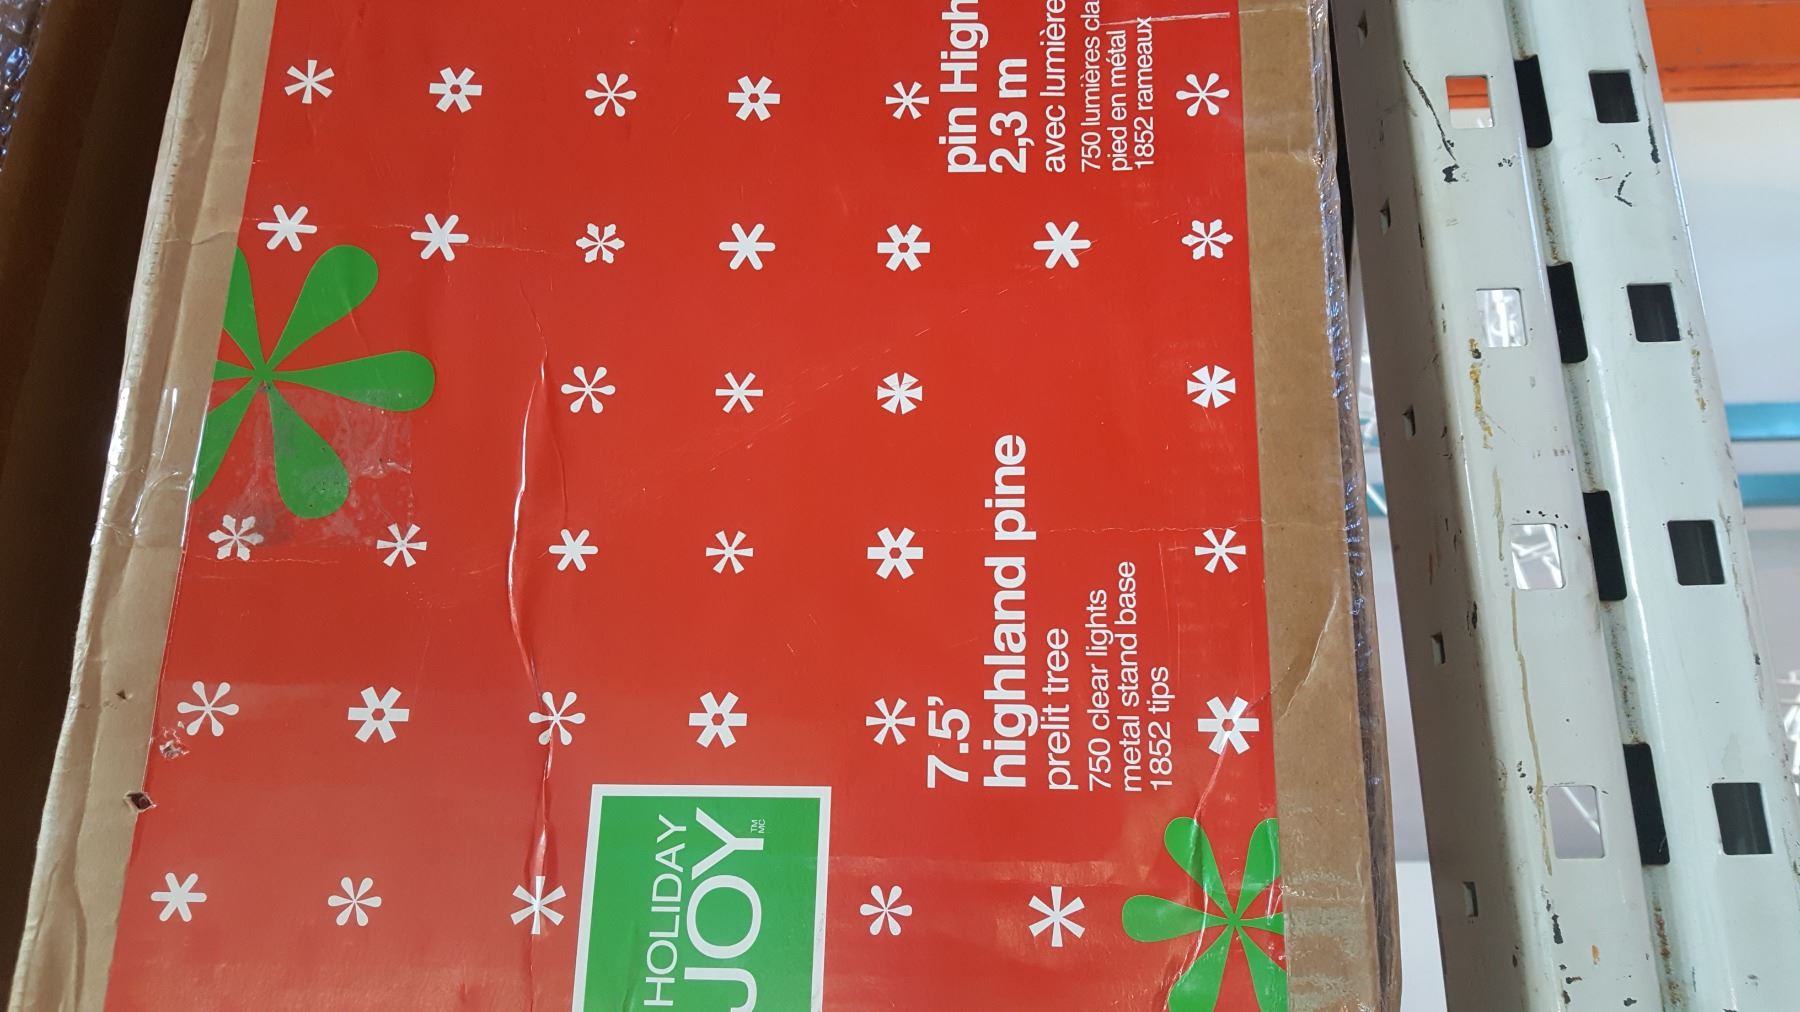 HOLIDAY
JOY
TM
MC
7.5'
highland pine
prelit tree
750 clear lights
metal stand base
1852 tips
pin High
2,3 m
avec lumière
750 lumières cla
pied en métal
1852 rameaux